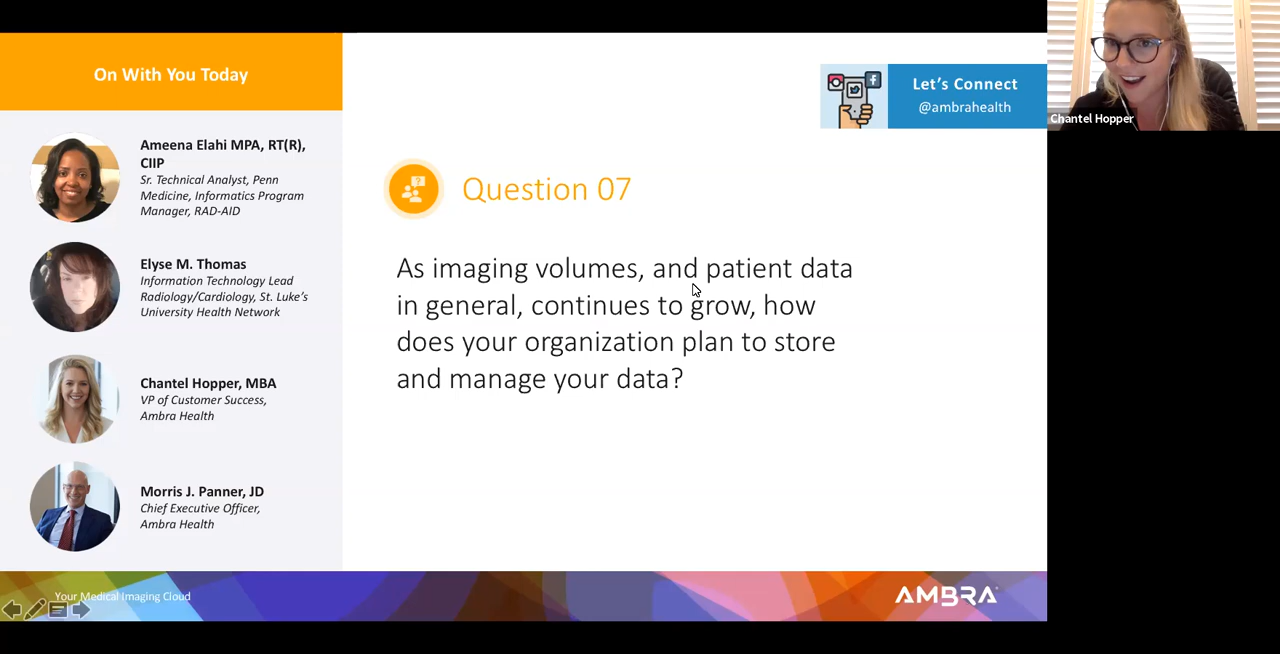 On With You Today
Ameena Elahi MPA, RT(R),
CIIP
Sr. Technical Analyst, Penn
Medicine, Informatics Program
Manager, RAD-AID
Elyse M. Thomas
Information Technology Lead
Radiology/Cardiology, St. Luke's
University Health Network
Chantel Hopper, MBA
VP of Customer Success,
Ambra Health
Morris J. Panner, JD
Chief Executive Officer,
Ambra Health
Let's Connect
@ambrahealth
Question 07
As imaging volumes, and patient data
in general, continues to grow, how
does your organization plan to store
and manage your data?
Your Medical Imaging Cloud
AMBRA
Chantel Hopper